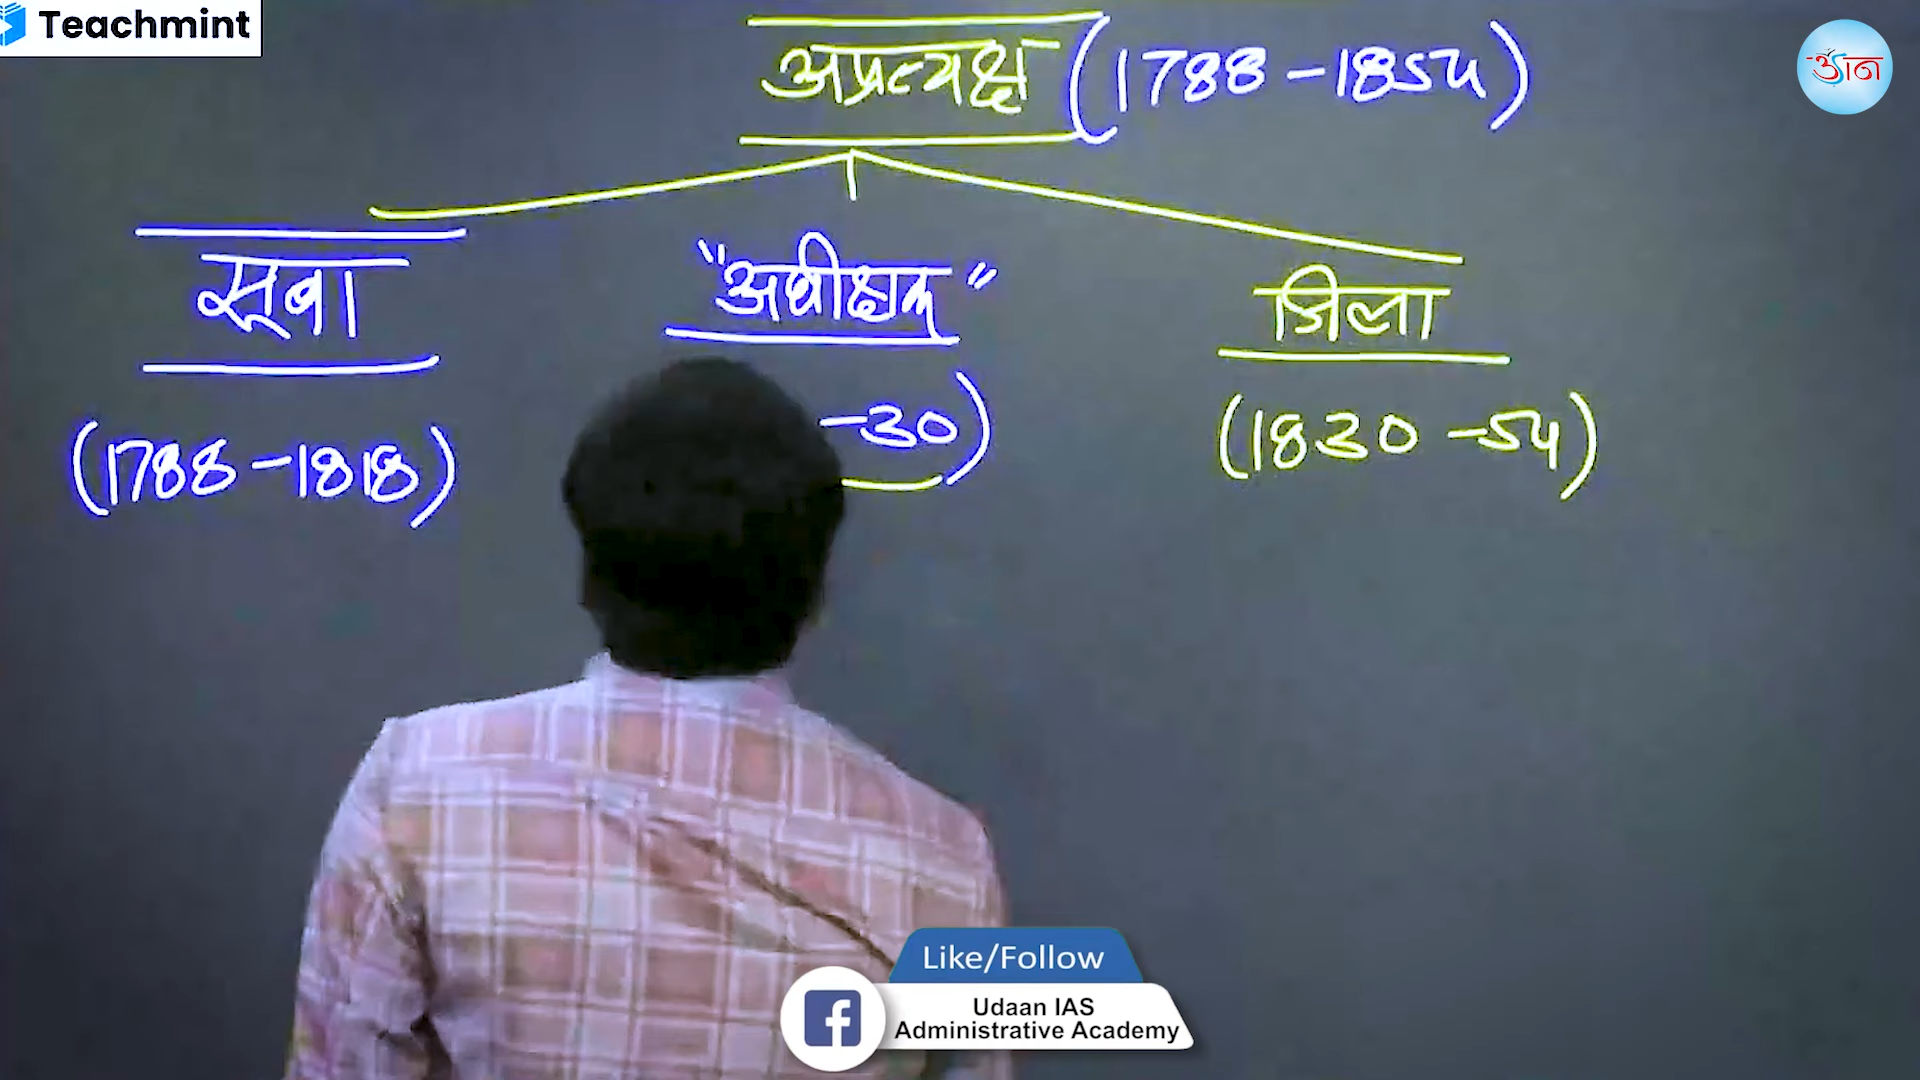 Teachmint
अप्रत्यक्ष (1788-1854)
सूबा "अधीक्षक" जिला
(1788-1818) -30) (1830-54)
उड़ान
Like/Follow
Udaan IAS
Administrative Academy